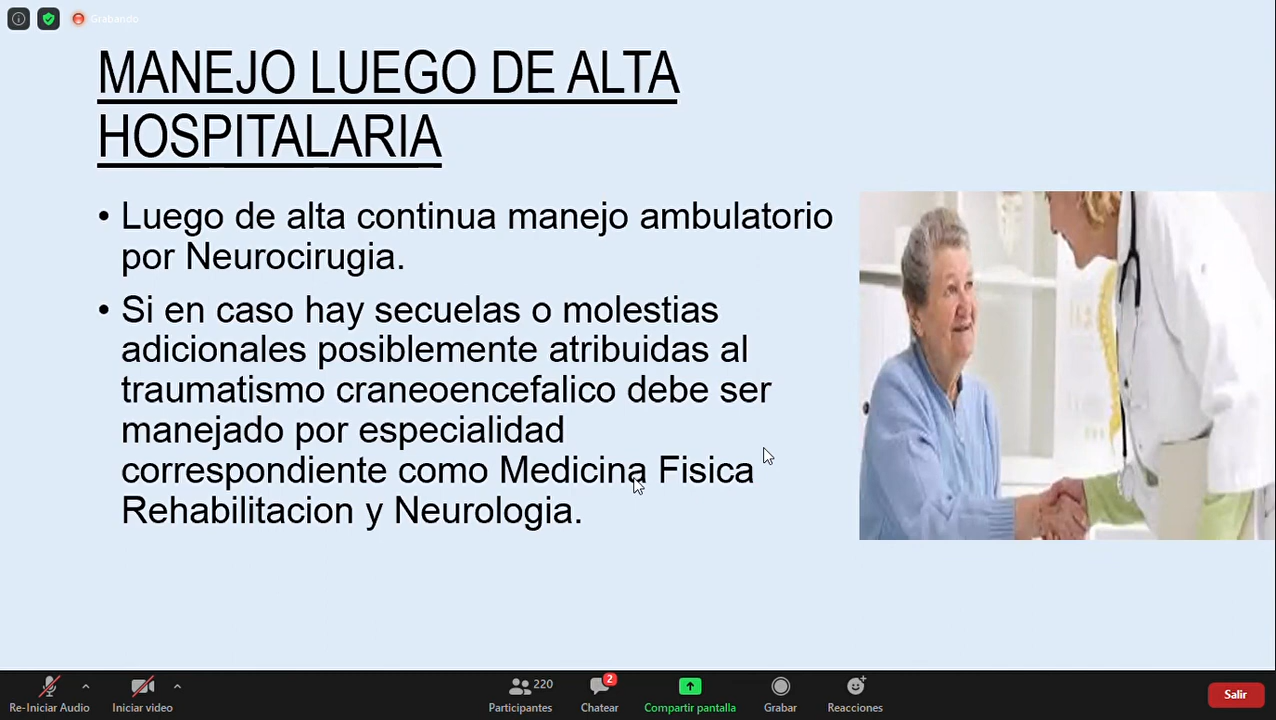 Grabando
MANEJO LUEGO DE ALTA
HOSPITALARIA
• Luego de alta continua manejo ambulatorio
por Neurocirugia.
• Si en caso hay secuelas o molestias
adicionales posiblemente atribuidas al
traumatismo craneoencefalico debe ser
manejado por especialidad
correspondiente como Medicina Fisica
Rehabilitacion y Neurologia.
220
2
Re-Iniciar Audio
Iniciar video
Participantes
Chatear
Compartir pantalla
Grabar
Reacciones
Salir